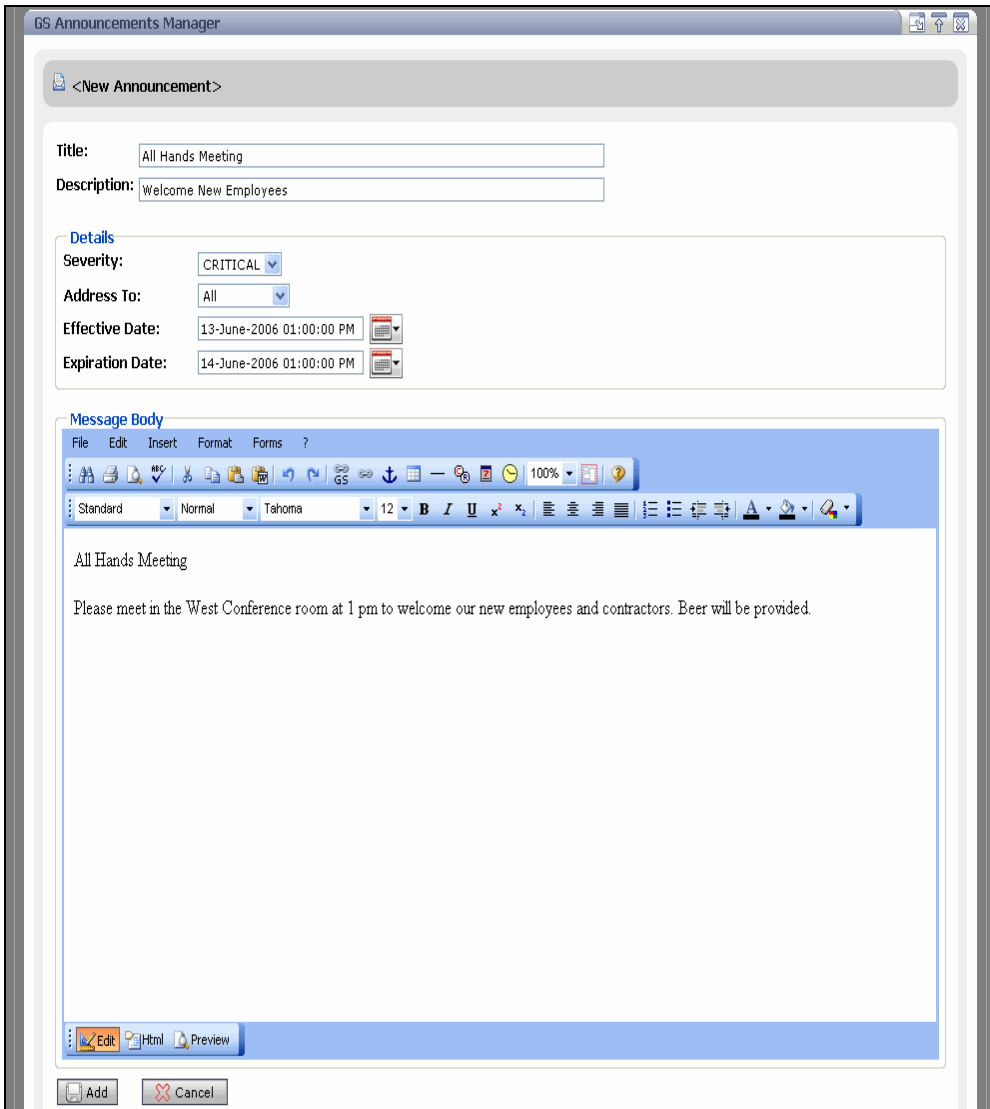 GS Announcements Manager
<New Announcement>
Title: All Hands Meeting
Description: Welcome New Employees
Details
Severity: CRITICAL
Address To: All
Effective Date: 13-June-2006 01:00:00 PM
Expiration Date: 14-June-2006 01:00:00 PM
Message Body
File Edit Insert Format Forms ?
ABC GS 100%
Standard Normal Tahoma 12 B I U x² x₂ A
All Hands Meeting
Please meet in the West Conference room at 1 pm to welcome our new employees and contractors. Beer will be provided.
Edit Html Preview
Add Cancel